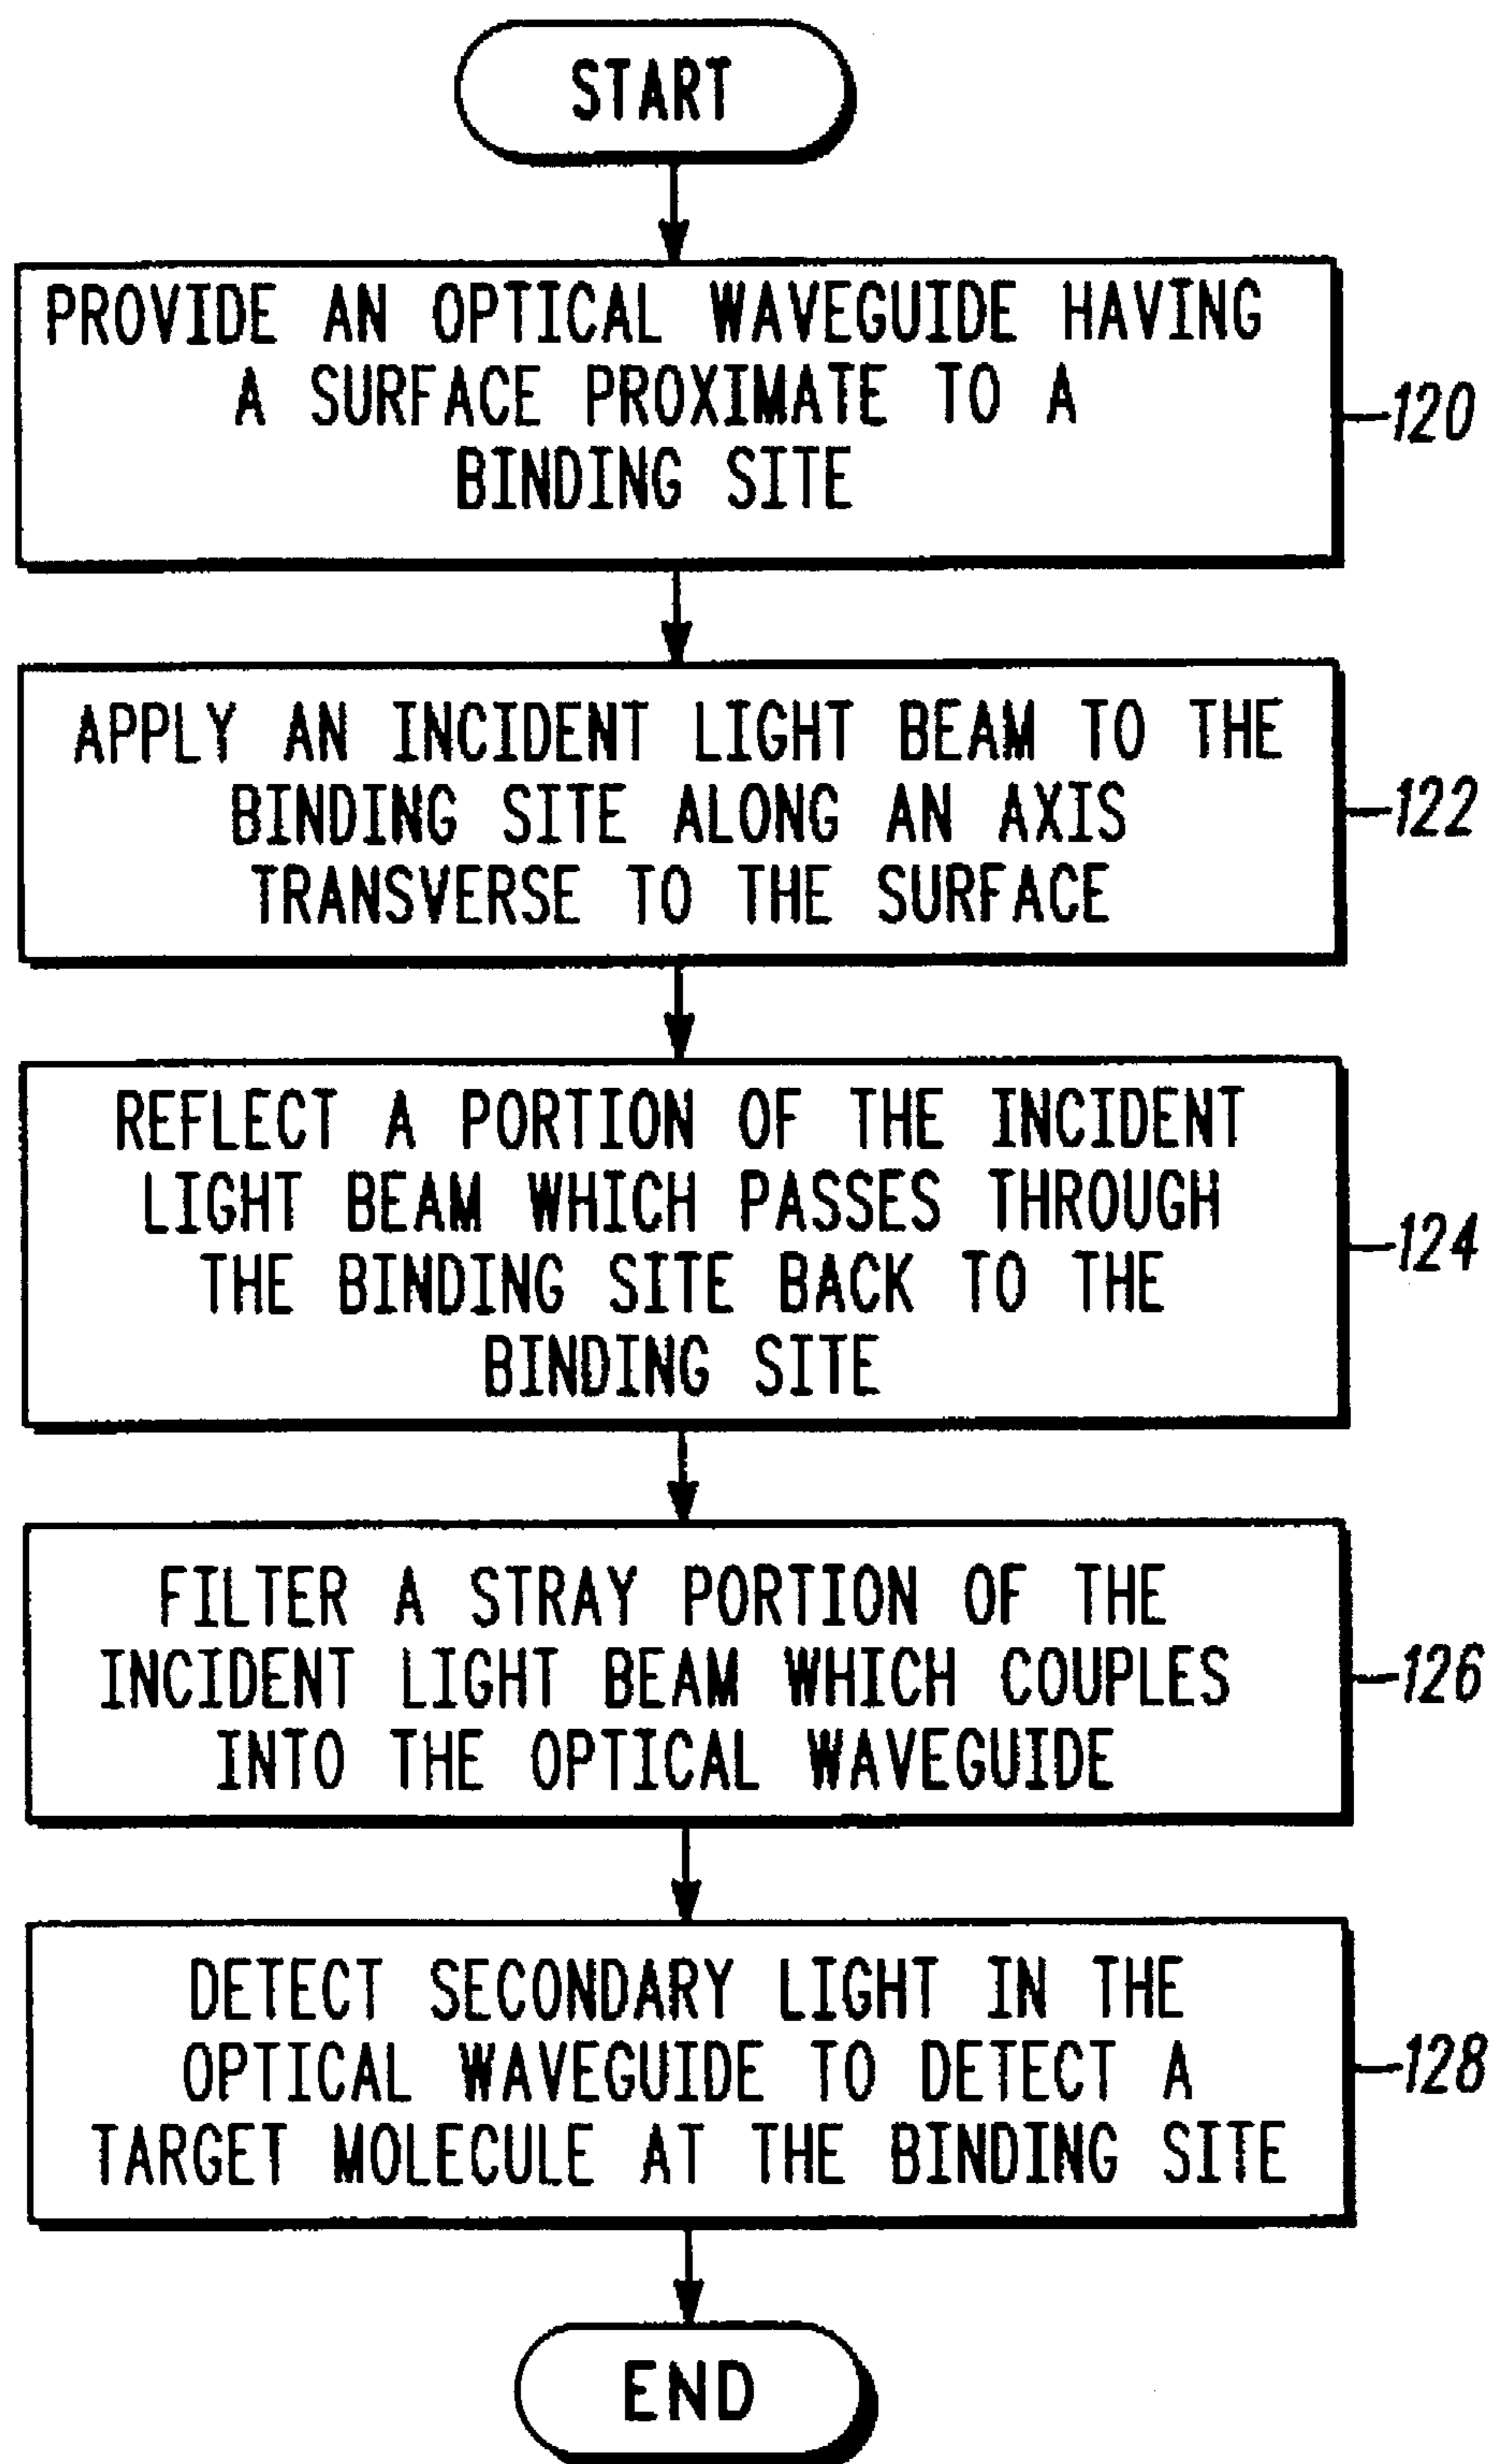 START
PROVIDE AN OPTICAL WAVEGUIDE HAVING
A SURFACE PROXIMATE TO A
BINDING SITE
120
APPLY AN INCIDENT LIGHT BEAM TO THE
BINDING SITE ALONG AN AXIS
TRANSVERSE TO THE SURFACE
122
REFLECT A PORTION OF THE INCIDENT
LIGHT BEAM WHICH PASSES THROUGH
THE BINDING SITE BACK TO THE
BINDING SITE
124
FILTER A STRAY PORTION OF THE
INCIDENT LIGHT BEAM WHICH COUPLES
INTO THE OPTICAL WAVEGUIDE
126
DETECT SECONDARY LIGHT IN THE
OPTICAL WAVEGUIDE TO DETECT A
TARGET MOLECULE AT THE BINDING SITE
128
END